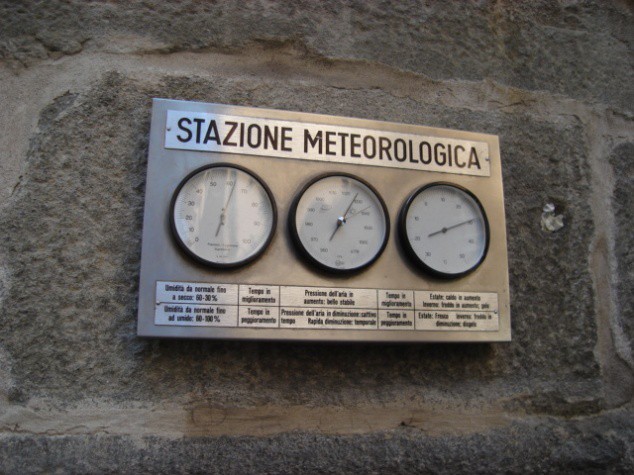 STAZIONE METEOROLOGICA
Umidità da normale fino
a secco: 60-30%
Tempo in
miglioramento
Pressione dell'aria in
aumento: bello stabile
Tempo in
miglioramento
Estate: caldo in aumento
Inverno: freddo in aumento, gelo
Umidità da normale fino
ad umido: 60-100%
Tempo in
peggioramento
Pressione dell'aria in diminuzione: cattivo
tempo Rapida diminuzione: temporale
Tempo in
peggioramento
Estate: Fresco Inverno: freddo in
diminuzione, disgelo